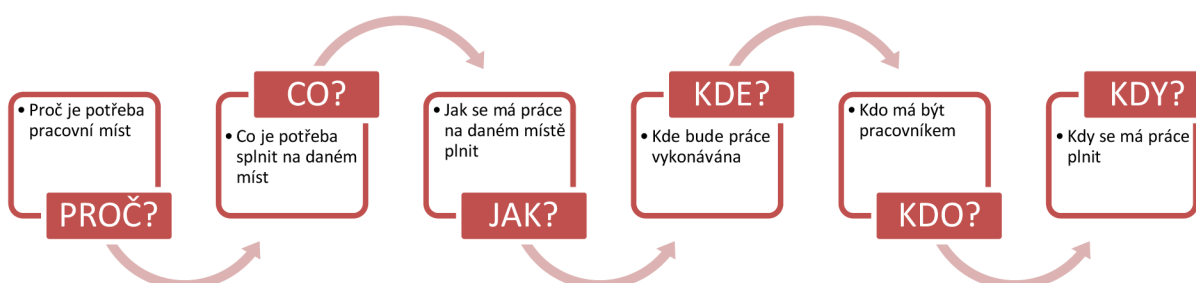 • Proč je potřeba
pracovní míst
PROČ?
CO?
• Co je potřeba
splnit na daném
míst
• Jak se má práce
na daném místě
plnit
JAK?
KDE?
• Kde bude práce
vykonávána
• Kdo má být
pracovníkem
KDO?
KDY?
• Kdy se má práce
plnit